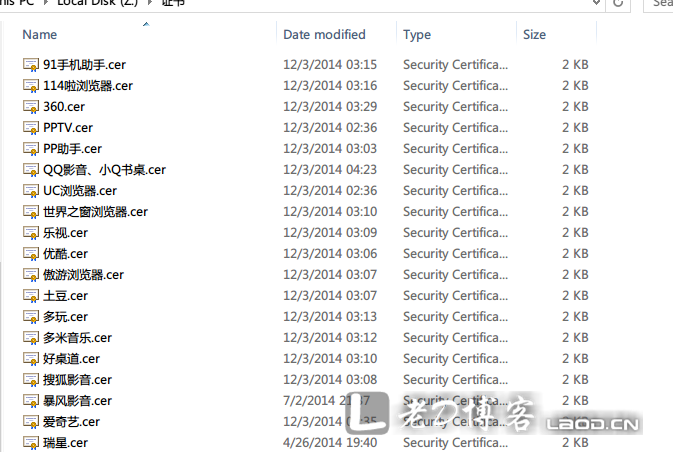 his PC ▸ Local Disk (Z:) ▸ 证书 Sea
Name Date modified Type Size
91手机助手.cer 12/3/2014 03:15 Security Certifica... 2 KB
114啦浏览器.cer 12/3/2014 03:16 Security Certifica... 2 KB
360.cer 12/3/2014 03:29 Security Certifica... 2 KB
PPTV.cer 12/3/2014 02:36 Security Certifica... 2 KB
PP助手.cer 12/3/2014 03:03 Security Certifica... 2 KB
QQ影音、小Q书桌.cer 12/3/2014 04:23 Security Certifica... 2 KB
UC浏览器.cer 12/3/2014 02:36 Security Certifica... 2 KB
世界之窗浏览器.cer 12/3/2014 03:10 Security Certifica... 2 KB
乐视.cer 12/3/2014 03:09 Security Certifica... 2 KB
优酷.cer 12/3/2014 03:06 Security Certifica... 2 KB
傲游浏览器.cer 12/3/2014 03:07 Security Certifica... 2 KB
土豆.cer 12/3/2014 03:07 Security Certifica... 2 KB
多玩.cer 12/3/2014 03:13 Security Certifica... 2 KB
多米音乐.cer 12/3/2014 03:12 Security Certifica... 2 KB
好桌道.cer 12/3/2014 03:10 Security Certifica... 2 KB
搜狐影音.cer 12/3/2014 03:08 Security Certifica... 2 KB
暴风影音.cer 7/2/2014 Security Certifica... 2 KB
爱奇艺.cer 12/3/2014 Security Certifica... 2 KB
瑞星.cer 4/26/2014 19:40 Security Certifica... 2 KB
L 老D博客 LAOD.CN